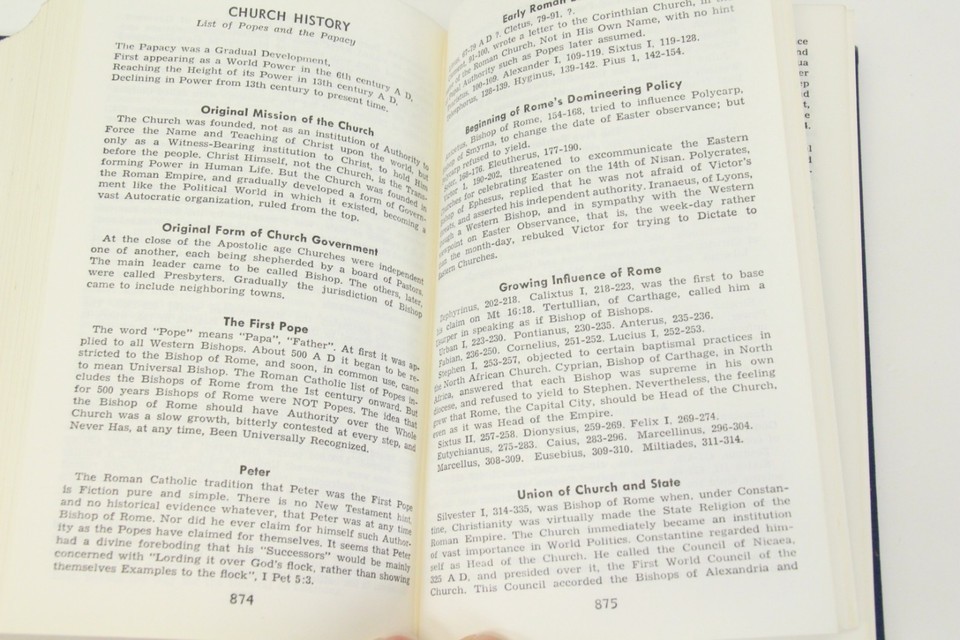 CHURCH HISTORY
List of Popes and the Papacy
The Papacy was a Gradual Development,
First appearing as a World Power in the 6th century A D,
Reaching the Height of its Power in 13th century A D,
Declining in Power from 13th century to present time.
Original Mission of the Church
The Church was founded, not as an institution of Authority to
Force the Name and Teaching of Christ upon the world, but
only as a Witness-Bearing institution to Christ, to hold Him
before the people. Christ Himself, not the Church, is the Trans-
forming Power in Human Life. But the Church was founded in
the Roman Empire, and gradually developed a form of Govern-
ment like the Political World in which it existed, becoming a
vast Autocratic organization, ruled from the top.
Original Form of Church Government
At the close of the Apostolic age Churches were independent
one of another, each being shepherded by a board of Pastors.
The main leader came to be called Bishop. The others, later,
were called Presbyters. Gradually the jurisdiction of Bishop
came to include neighboring towns.
The First Pope
The word "Pope" means "Papa", "Father". At first it was ap-
plied to all Western Bishops. About 500 A D it began to be re-
stricted to the Bishop of Rome, and soon, in common use, came
to mean Universal Bishop. The Roman Catholic list of Popes in-
cludes the Bishops of Rome from the 1st century onward. But
for 500 years Bishops of Rome were NOT Popes. The idea that
the Bishop of Rome should have Authority over the Whole
Church was a slow growth, bitterly contested at every step, and
Never Has, at any time, Been Universally Recognized.
Peter
The Roman Catholic tradition that Peter was the First Pope
is Fiction pure and simple. There is no New Testament hint,
and no historical evidence whatever, that Peter was at any time
Bishop of Rome. Nor did he ever claim for himself such Author-
ity as the Popes have claimed for themselves. It seems that Peter
had a divine foreboding that his "Successors" would be mainly
concerned with "Lording it over God's flock, rather than showing
themselves Examples to the flock", I Pet 5:3.
874
Early Roman
67-79 A D ?. Cletus, 79-91, ?.
91-100, wrote a letter to the Corinthian Church, in
of the Roman Church, Not in His Own Name, with no hint
Papal Authority such as Popes later assumed.
100-109. Alexander I, 109-119. Sixtus I, 119-128.
128-139. Hyginus, 139-142. Pius 1, 142-154.
Beginning of Rome's Domineering Policy
Bishop of Rome, 154-168, tried to influence Polycarp,
of Smyrna, to change the date of Easter observance; but
refused to yield.
168-176. Eleutherus, 177-190.
I, 190-202, threatened to excommunicate the Eastern
for celebrating Easter on the 14th of Nisan. Polycrates,
of Ephesus, replied that he was not afraid of Victor's
and asserted his independent authority. Iranaeus, of Lyons,
a Western Bishop, and in sympathy with the Western
on Easter Observance, that is, the week-day rather
the month-day, rebuked Victor for trying to Dictate to
Churches.
Growing Influence of Rome
Zephyrinus, 202-218. Calixtus I, 218-223, was the first to base
his claim on Mt 16:18. Tertullian, of Carthage, called him a
Usurper in speaking as if Bishop of Bishops.
Urban I, 223-230. Pontianus, 230-235. Anterus, 235-236.
Fabian, 236-250. Cornelius, 251-252. Lucius I, 252-253.
Stephen I, 253-257, objected to certain baptismal practices in
the North African Church. Cyprian, Bishop of Carthage, in North
Africa, answered that each Bishop was supreme in his own
diocese, and refused to yield to Stephen. Nevertheless, the feeling
grew that Rome, the Capital City, should be Head of the Church,
even as it was Head of the Empire.
Sixtus II, 257-258. Dionysius, 259-269. Felix I, 269-274.
Eutychianus, 275-283. Caius, 283-296. Marcellinus, 296-304.
Marcellus, 308-309. Eusebius, 309-310. Miltiades, 311-314.
Union of Church and State
Silvester I, 314-335, was Bishop of Rome when, under Constan-
tine, Christianity was virtually made the State Religion of the
Roman Empire. The Church immediately became an institution
of vast importance in World Politics. Constantine regarded him-
self as Head of the Church. He called the Council of Nicaea,
325 A D, and presided over it, the First World Council of the
Church. This Council accorded the Bishops of Alexandria and
875